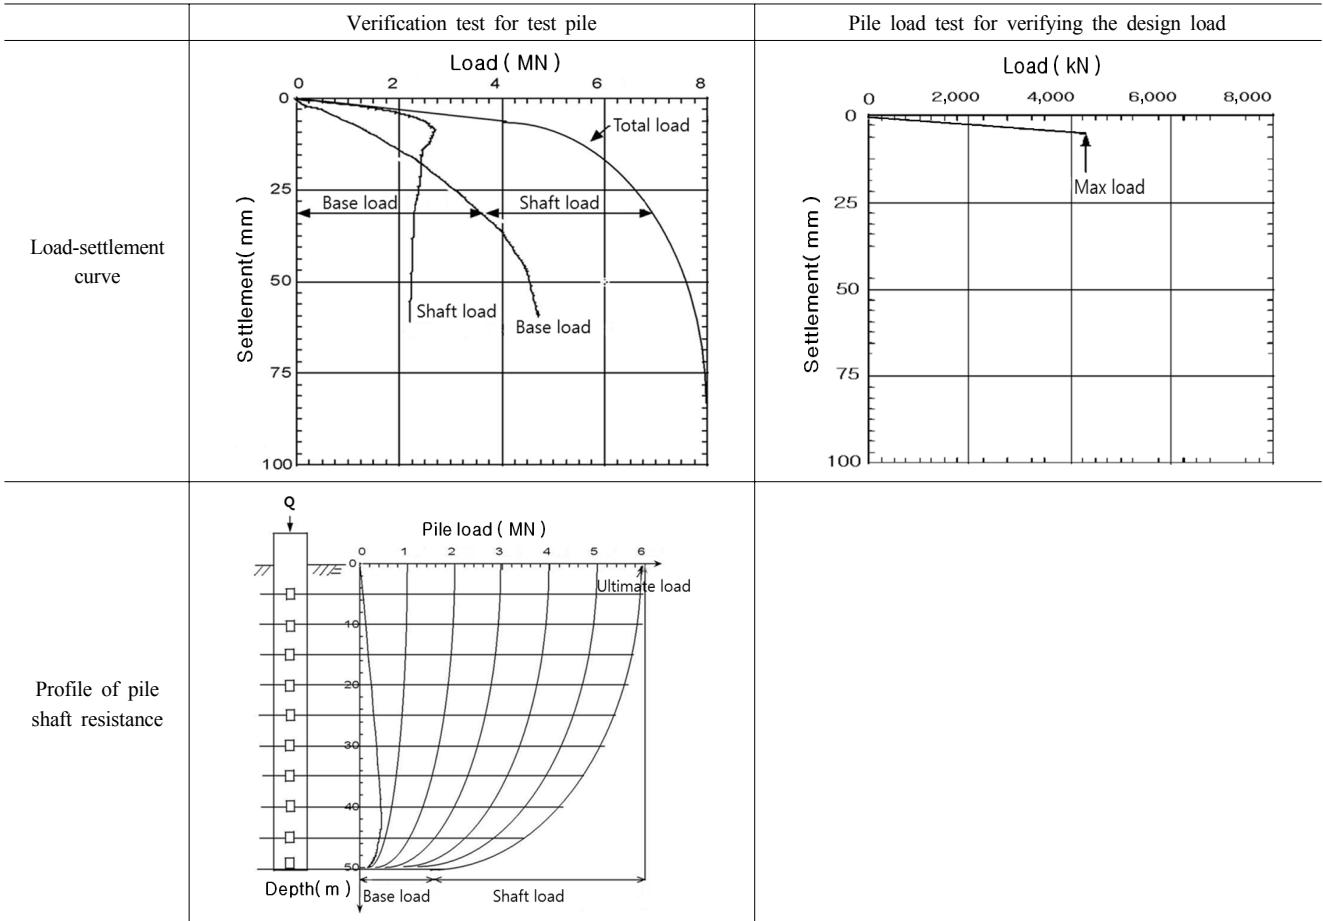 Verification test for test pile
Pile load test for verifying the design load
Load-settlement
curve
Load ( MN )
0 2 4 6 8
0
25
50
75
100
Settlement( mm )
Total load
Base load
Shaft load
Shaft load
Base load
Load ( kN )
0 2,000 4,000 6,000 8,000
0
25
50
75
100
Settlement( mm )
Max load
Profile of pile
shaft resistance
Q
Pile load ( MN )
0 1 2 3 4 5 6
0
10
20
30
40
50
Ultimate load
Depth( m )
Base load
Shaft load